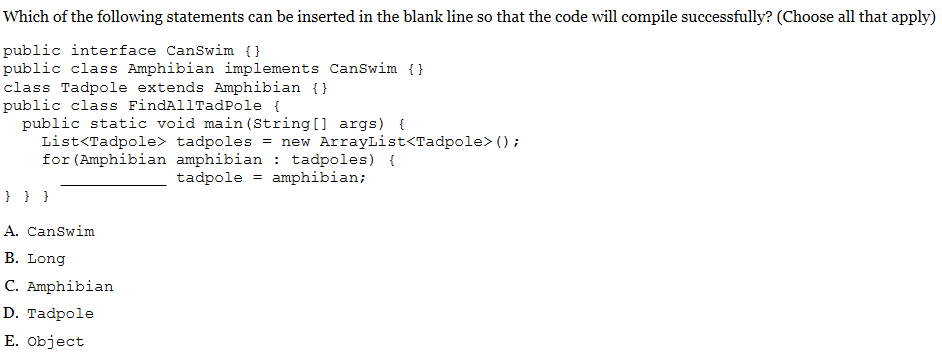 Which of the following statements can be inserted in the blank line so that the code will compile successfully? (Choose all that apply)
public interface CanSwim {}
public class Amphibian implements CanSwim {}
class Tadpole extends Amphibian {}
public class FindAllTadPole {
public static void main(String[] args) {
List<Tadpole> tadpoles = new ArrayList<Tadpole>();
for(Amphibian amphibian : tadpoles) {
___________ tadpole = amphibian;
} } }
A. CanSwim
B. Long
C. Amphibian
D. Tadpole
E. Object